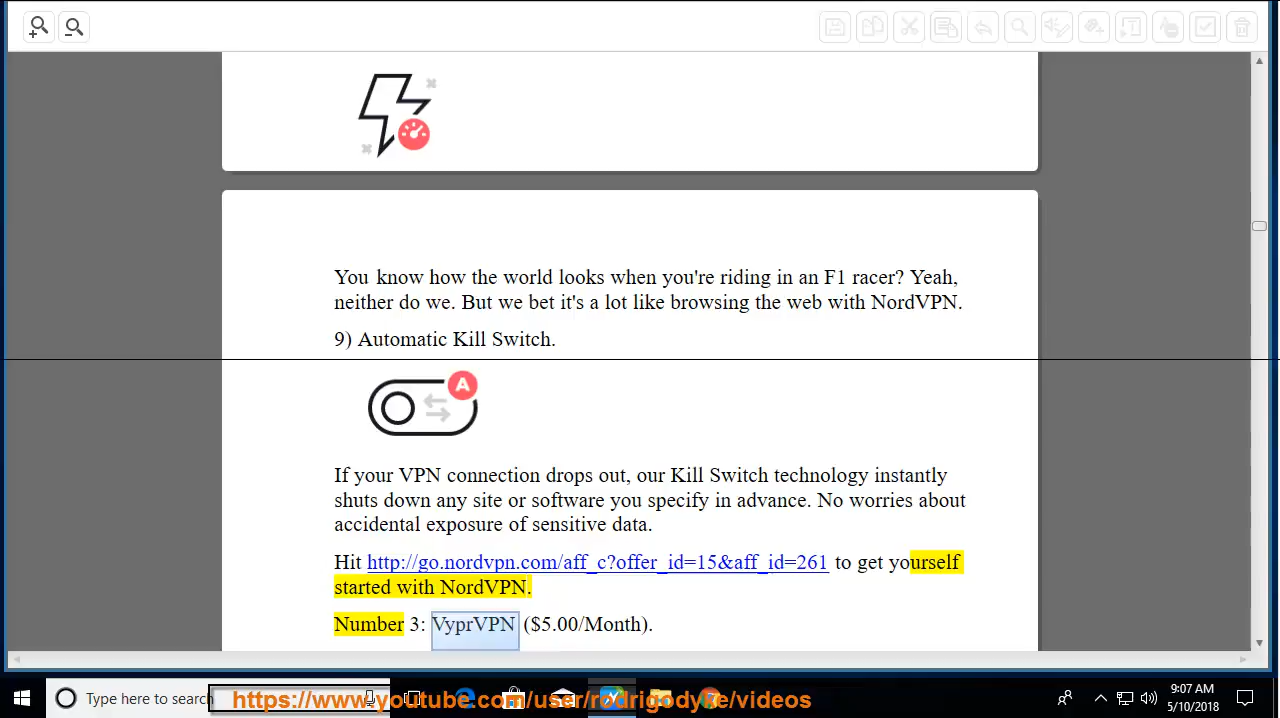 You know how the world looks when you're riding in an F1 racer? Yeah,
neither do we. But we bet it's a lot like browsing the web with NordVPN.
9) Automatic Kill Switch.
A
If your VPN connection drops out, our Kill Switch technology instantly
shuts down any site or software you specify in advance. No worries about
accidental exposure of sensitive data.
Hit http://go.nordvpn.com/aff_c?offer_id=15&aff_id=261 to get yourself
started with NordVPN.
Number 3: VyprVPN ($5.00/Month).
Type here to search
https://www.youtube.com/user/rodrigodyke/videos
9:07 AM
5/10/2018